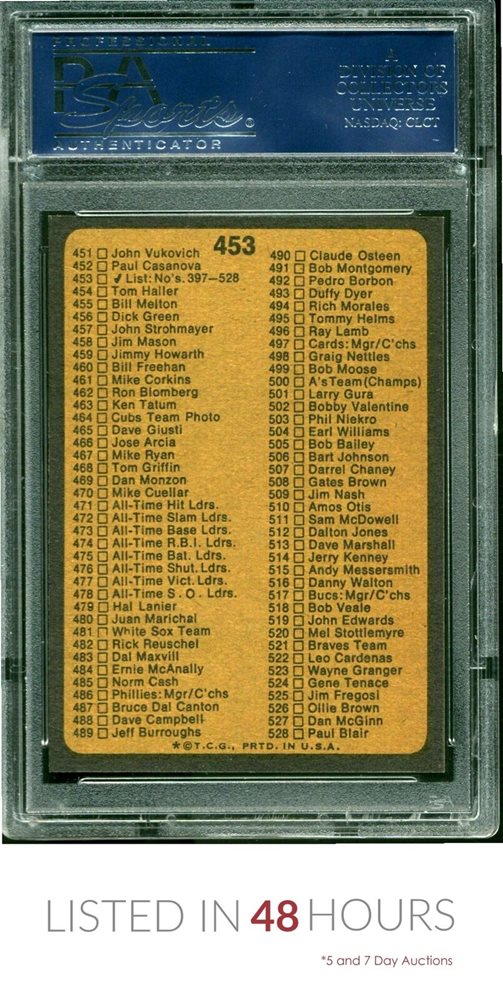 PROFESSIONAL
PSA
Sports®
AUTHENTICATOR
A
DIVISION OF
COLLECTORS
UNIVERSE
NASDAQ: CLCT
453
451 John Vukovich
452 Paul Casanova
453 ✓ List: No's. 397–528
454 Tom Haller
455 Bill Melton
456 Dick Green
457 John Strohmayer
458 Jim Mason
459 Jimmy Howarth
460 Bill Freehan
461 Mike Corkins
462 Ron Blomberg
463 Ken Tatum
464 Cubs Team Photo
465 Dave Giusti
466 Jose Arcia
467 Mike Ryan
468 Tom Griffin
469 Dan Monzon
470 Mike Cuellar
471 All-Time Hit Ldrs.
472 All-Time Slam Ldrs.
473 All-Time Base Ldrs.
474 All-Time R.B.I. Ldrs.
475 All-Time Bat. Ldrs.
476 All-Time Shut. Ldrs.
477 All-Time Vict. Ldrs.
478 All-Time S.O. Ldrs.
479 Hal Lanier
480 Juan Marichal
481 White Sox Team
482 Rick Reuschel
483 Dal Maxvill
484 Ernie McAnally
485 Norm Cash
486 Phillies: Mgr/C'chs
487 Bruce Dal Canton
488 Dave Campbell
489 Jeff Burroughs
490 Claude Osteen
491 Bob Montgomery
492 Pedro Borbon
493 Duffy Dyer
494 Rich Morales
495 Tommy Helms
496 Ray Lamb
497 Cards: Mgr/C'chs
498 Graig Nettles
499 Bob Moose
500 A's Team (Champs)
501 Larry Gura
502 Bobby Valentine
503 Phil Niekro
504 Earl Williams
505 Bob Bailey
506 Bart Johnson
507 Darrel Chaney
508 Gates Brown
509 Jim Nash
510 Amos Otis
511 Sam McDowell
512 Dalton Jones
513 Dave Marshall
514 Jerry Kenney
515 Andy Messersmith
516 Danny Walton
517 Bucs: Mgr/C'chs
518 Bob Veale
519 John Edwards
520 Mel Stottlemyre
521 Braves Team
522 Leo Cardenas
523 Wayne Granger
524 Gene Tenace
525 Jim Fregosi
526 Ollie Brown
527 Dan McGinn
528 Paul Blair
*© T.C.G., PRTD. IN U.S.A.
LISTED IN 48 HOURS
*5 and 7 Day Auctions